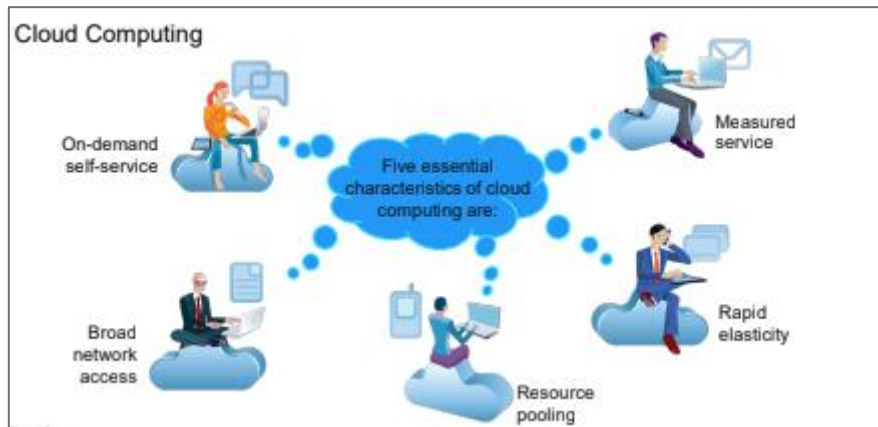 Cloud Computing
On-demand
self-service
Five essential
characteristics of cloud
computing are:
Measured
service
Broad
network
access
Resource
pooling
Rapid
elasticity